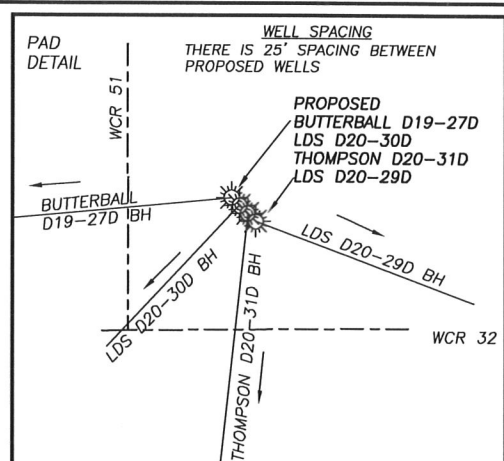 PAD
DETAIL
WELL SPACING
THERE IS 25' SPACING BETWEEN
PROPOSED WELLS
WCR 51
PROPOSED
BUTTERBALL D19-27D
LDS D20-30D
THOMPSON D20-31D
LDS D20-29D
BUTTERBALL
D19-27D BH
LDS D20-29D BH
LDS D20-30D BH
THOMPSON D20-31D BH
WCR 32